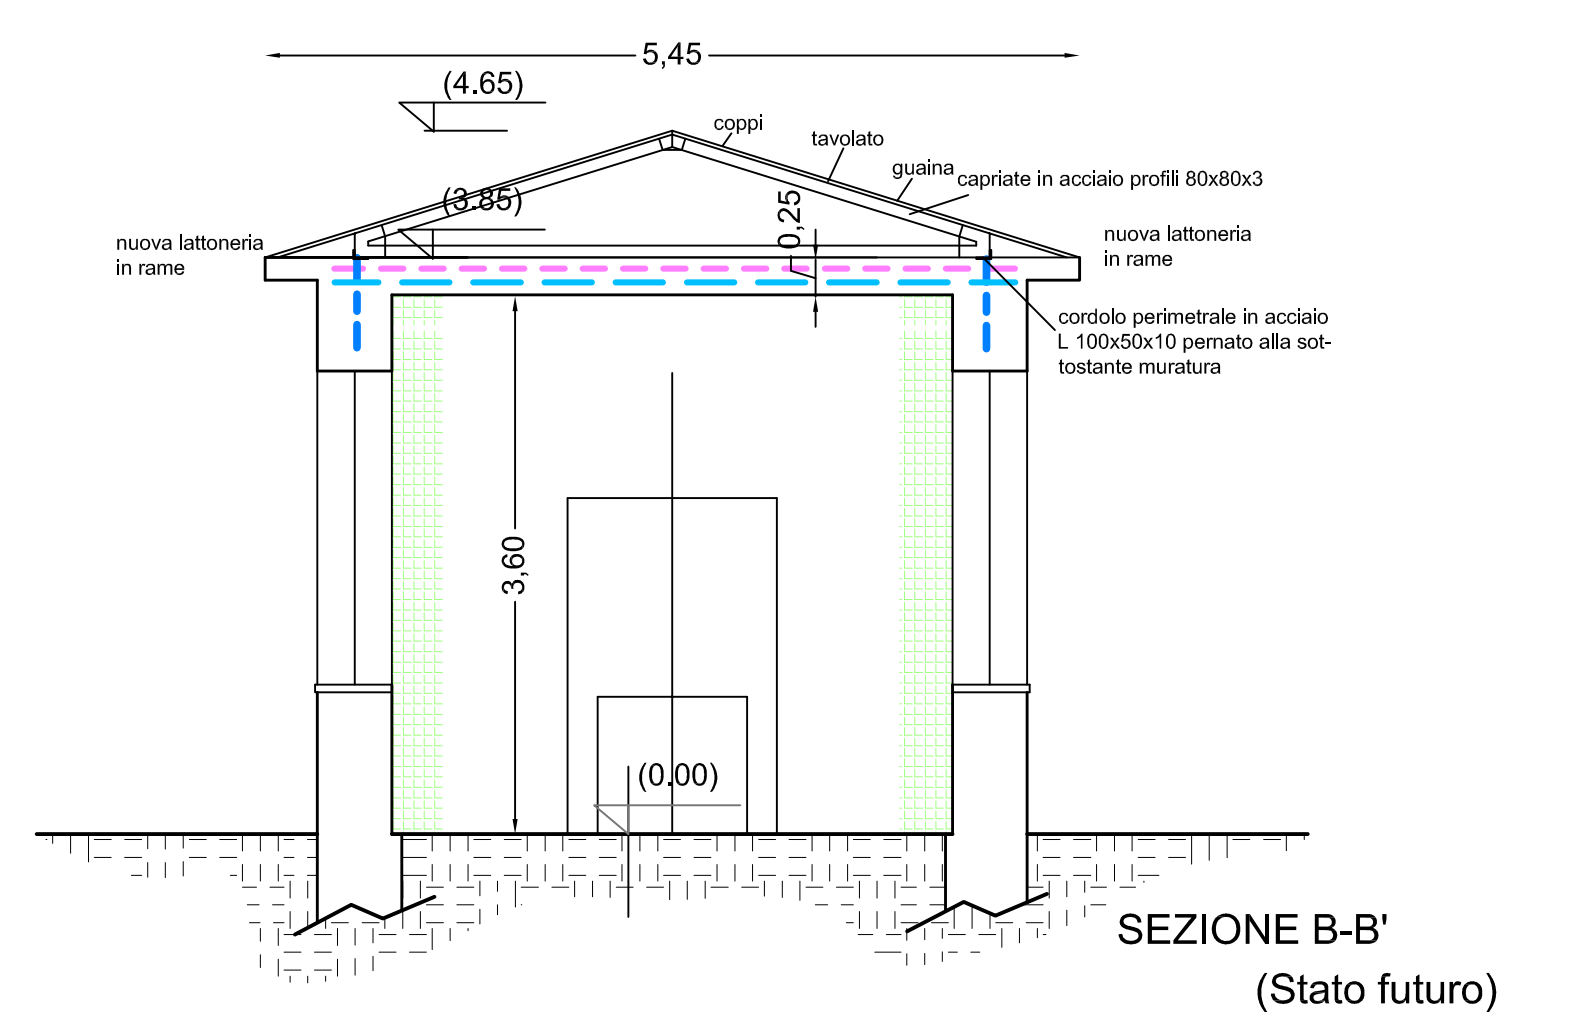 5,45
(4.65)
coppi
tavolato
guaina
capriate in acciaio profili 80x80x3
(3.85)
0,25
nuova lattoneria
in rame
nuova lattoneria
in rame
cordolo perimetrale in acciaio
L 100x50x10 pernato alla sot-
tostante muratura
3,60
(0.00)
SEZIONE B-B'
(Stato futuro)